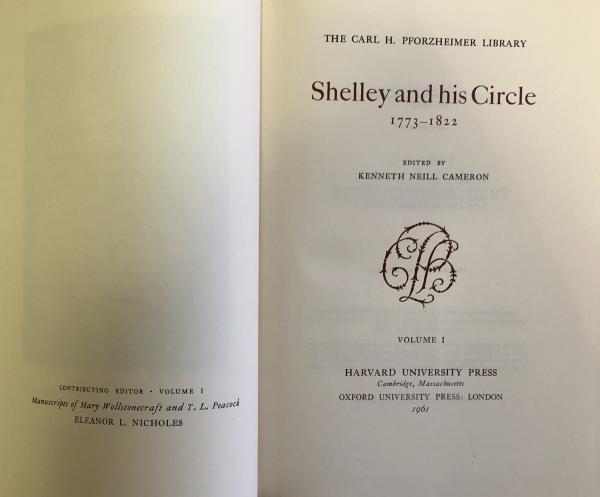 CONTRIBUTING EDITOR · VOLUME I
Manuscripts of Mary Wollstonecraft and T. L. Peacock
ELEANOR L. NICHOLES
THE CARL H. PFORZHEIMER LIBRARY
Shelley and his Circle
1773–1822
EDITED BY
KENNETH NEILL CAMERON
VOLUME I
HARVARD UNIVERSITY PRESS
Cambridge, Massachusetts
OXFORD UNIVERSITY PRESS: LONDON
1961